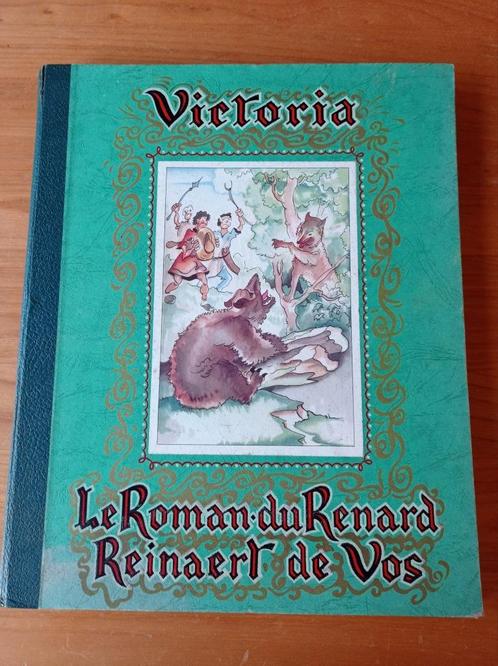 Victoria
Le Roman·du Renard
Reinaert de Vos